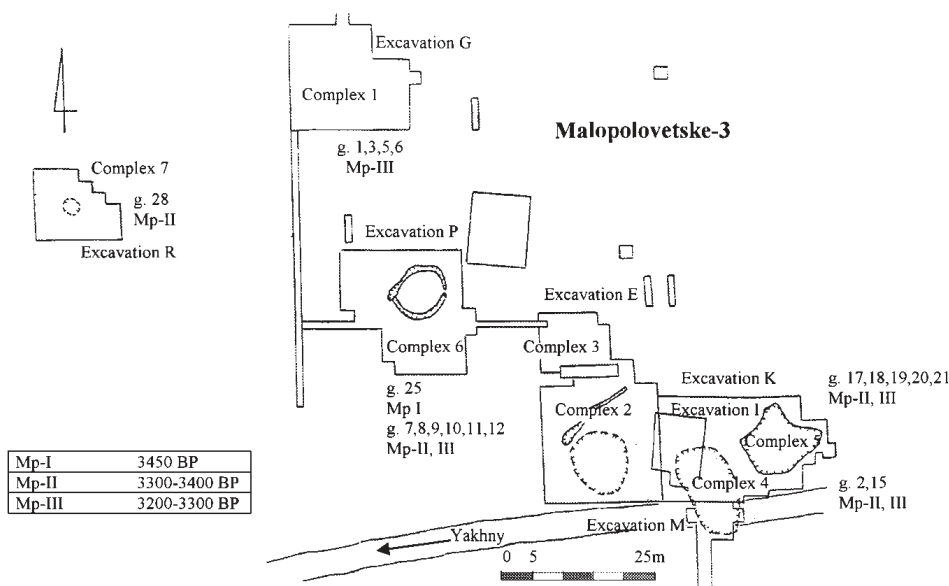 Excavation G
Complex 1
Malopolovetske-3
g. 1,3,5,6
Mp-III
Complex 7
g. 28
Mp-II
Excavation R
Excavation P
Excavation E
Complex 6
Complex 3
g. 25
Mp I
g. 7,8,9,10,11,12
Mp-II, III
Excavation K
g. 17,18,19,20,21
Mp-II, III
Complex 2
Excavation I
Complex 5
Complex 4
g. 2,15
Mp-II, III
Mp-I 3450 BP
Mp-II 3300-3400 BP
Mp-III 3200-3300 BP
Excavation M
Yakhny
0 5 25m